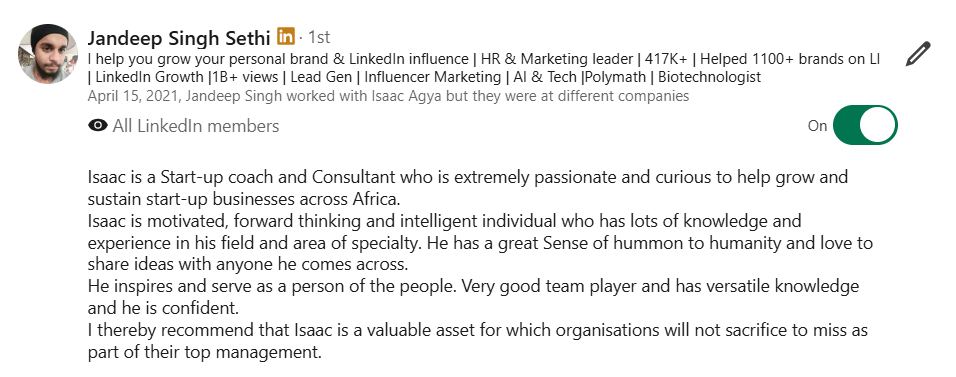 Jandeep Singh Sethi in · 1st
I help you grow your personal brand & LinkedIn influence | HR & Marketing leader | 417K+ | Helped 1100+ brands on LI
| LinkedIn Growth |1B+ views | Lead Gen | Influencer Marketing | AI & Tech |Polymath | Biotechnologist
April 15, 2021, Jandeep Singh worked with Isaac Agya but they were at different companies
All LinkedIn members
On
Isaac is a Start-up coach and Consultant who is extremely passionate and curious to help grow and
sustain start-up businesses across Africa.
Isaac is motivated, forward thinking and intelligent individual who has lots of knowledge and
experience in his field and area of specialty. He has a great Sense of hummon to humanity and love to
share ideas with anyone he comes across.
He inspires and serve as a person of the people. Very good team player and has versatile knowledge
and he is confident.
I thereby recommend that Isaac is a valuable asset for which organisations will not sacrifice to miss as
part of their top management.